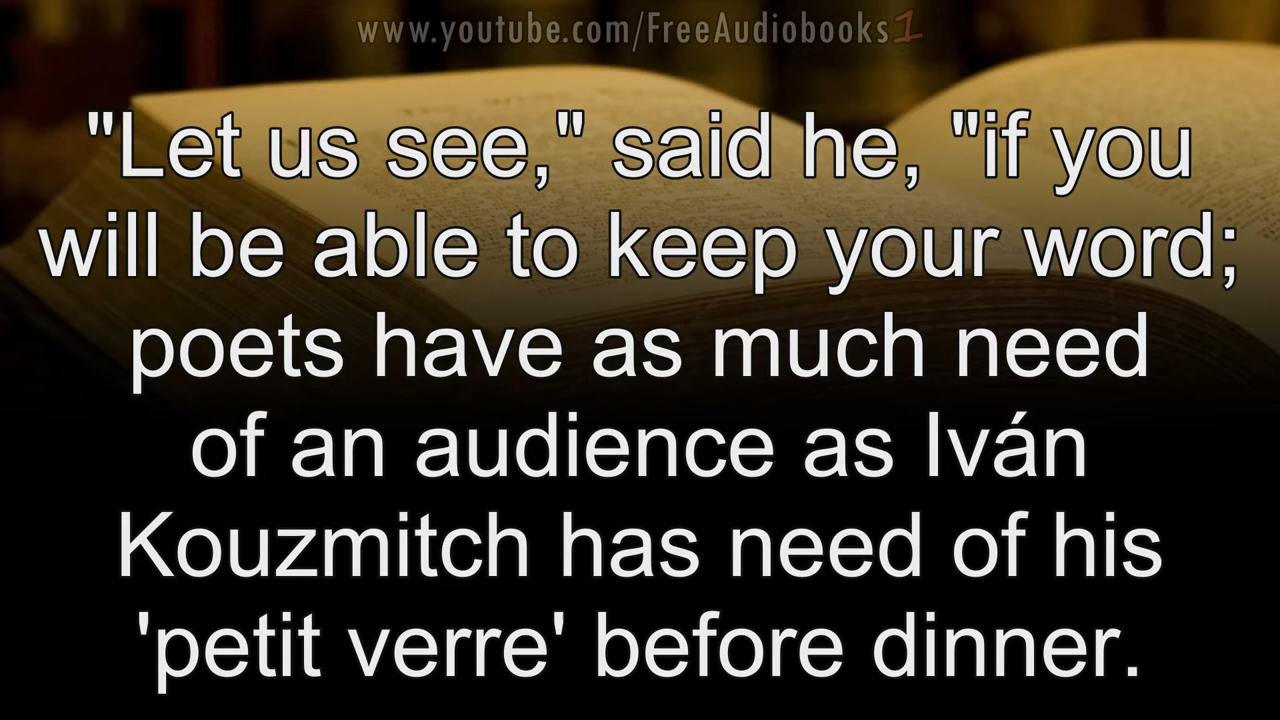 www.youtube.com/FreeAudiobooks1
"Let us see," said he, "if you
will be able to keep your word;
poets have as much need
of an audience as Iván
Kouzmitch has need of his
'petit verre' before dinner.